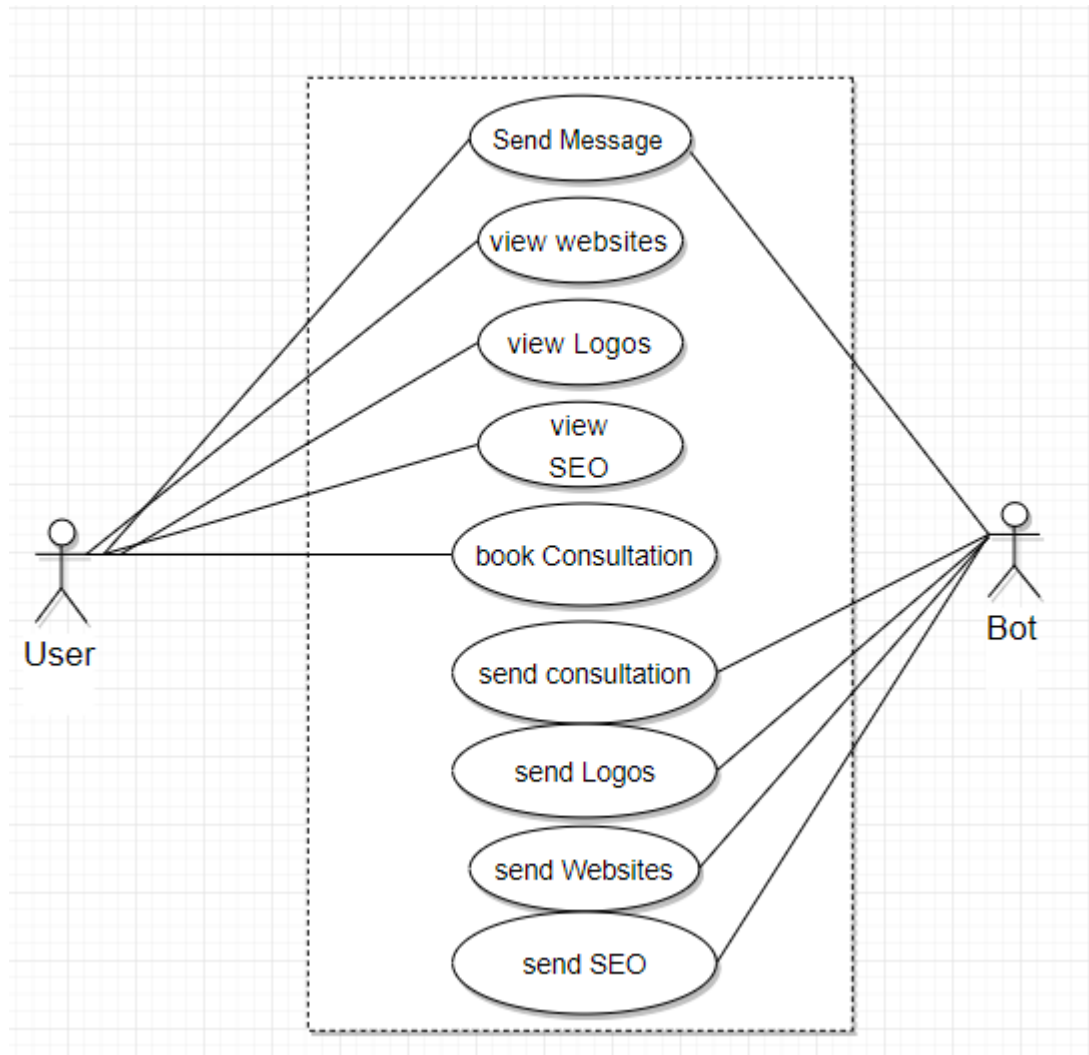 Send Message
view websites
view Logos
view
SEO
book Consultation
User
Bot
send consultation
send Logos
send Websites
send SEO